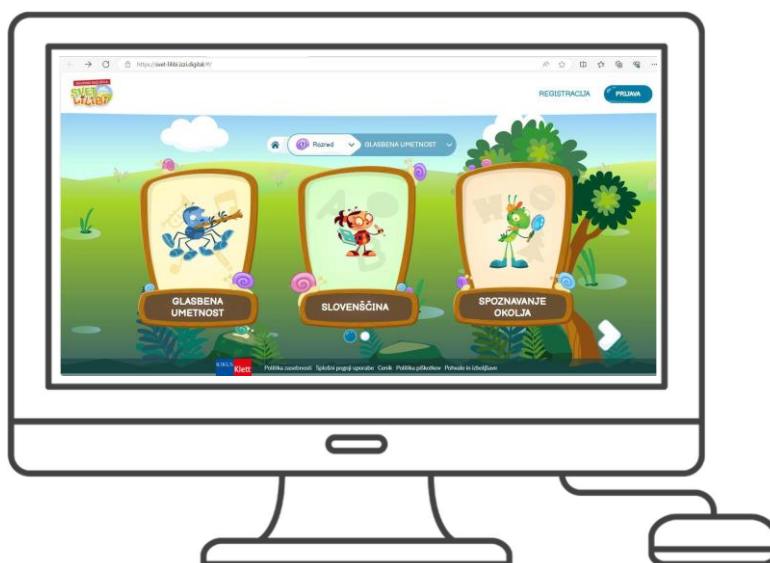 https://svet-lilibi.izzi.digital/#/
SVET
LILIBI
REGISTRACIJA
PRIJAVA
Razred
GLASBENA UMETNOST
GLASBENA
UMETNOST
SLOVENŠČINA
SPOZNAVANJE
OKOLJA
Klett
Politika zasebnosti Splošni pogoji uporabe Cenik Politika piškotkov Pohvale in izboljšave